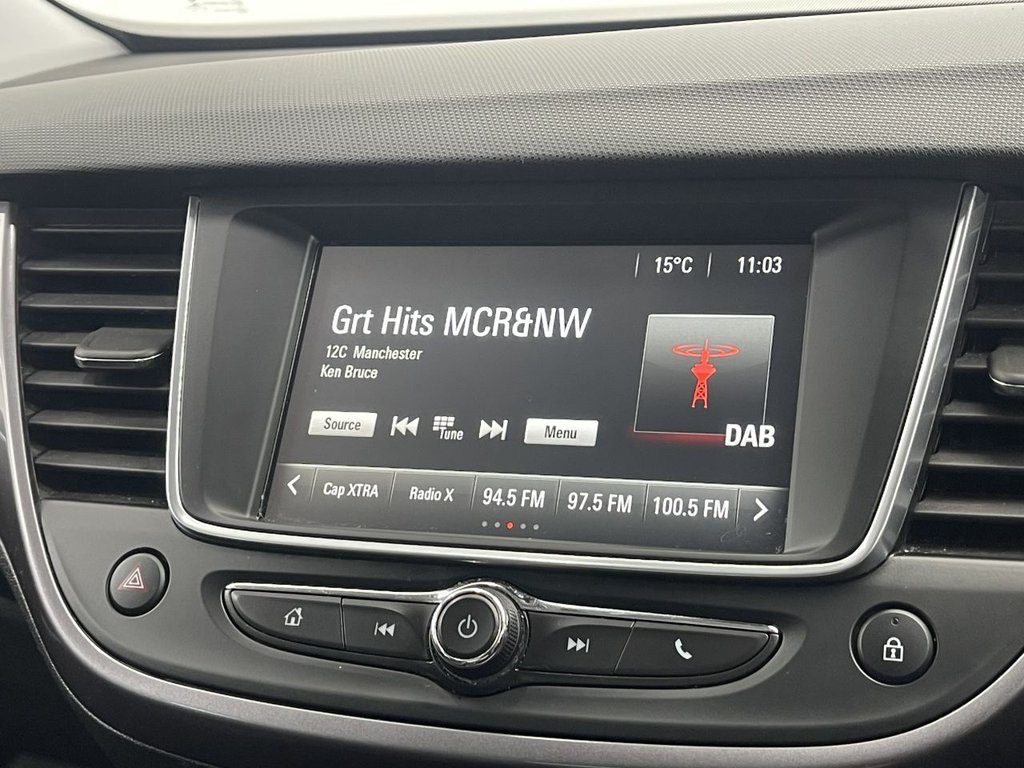 15°C 11:03
Grt Hits MCR&NW
12C Manchester
Ken Bruce
Source Tune Menu
DAB
Cap XTRA Radio X 94.5 FM 97.5 FM 100.5 FM